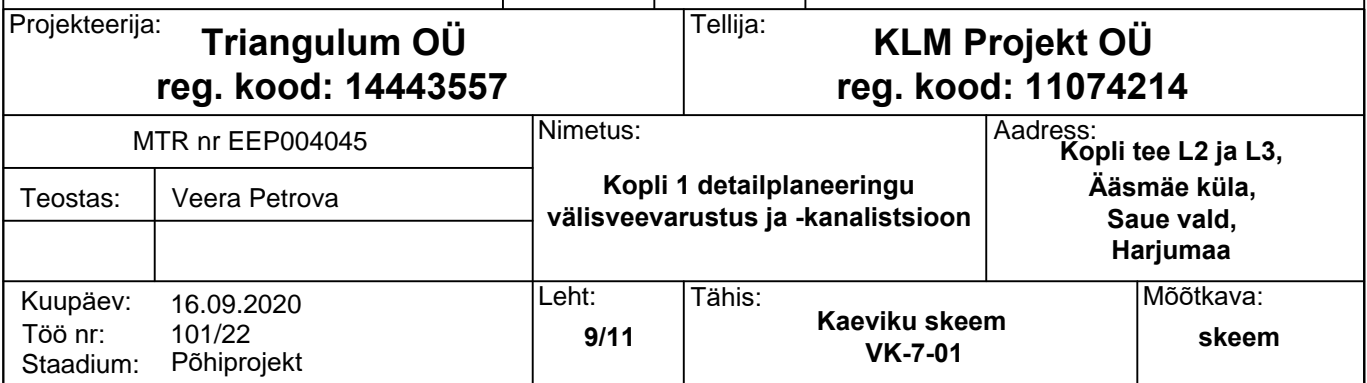 Projekteerija:
Triangulum OÜ
reg. kood: 14443557
Tellija:
KLM Projekt OÜ
reg. kood: 11074214
MTR nr EEP004045
Teostas: Veera Petrova
Nimetus:
Kopli 1 detailplaneeringu
välisveevarustus ja -kanalistsioon
Aadress:
Kopli tee L2 ja L3,
Ääsmäe küla,
Saue vald,
Harjumaa
Kuupäev: 16.09.2020
Töö nr: 101/22
Staadium: Põhiprojekt
Leht:
9/11
Tähis:
Kaeviku skeem
VK-7-01
Mõõtkava:
skeem